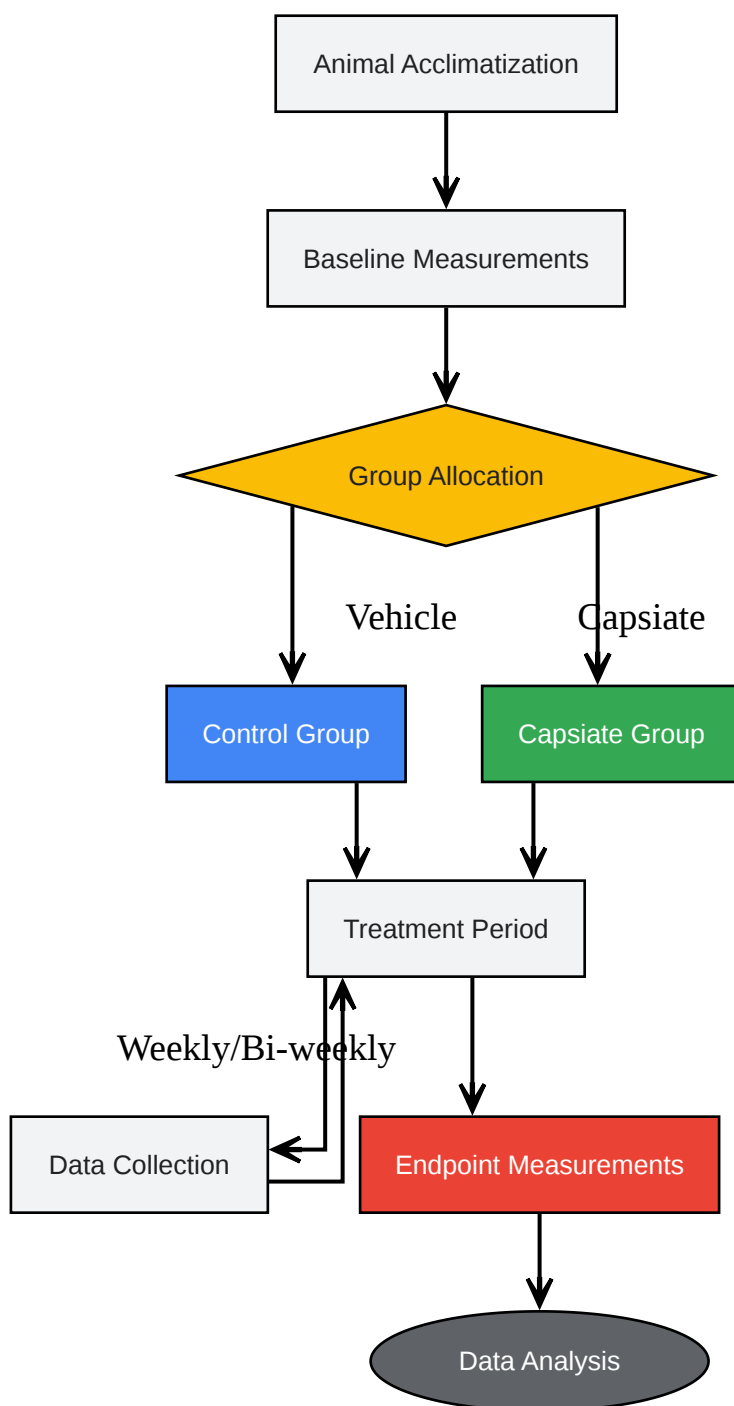 Animal Acclimatization
Baseline Measurements
Group Allocation
Vehicle
Capsiate
Control Group
Capsiate Group
Treatment Period
Weekly/Bi-weekly
Data Collection
Endpoint Measurements
Data Analysis